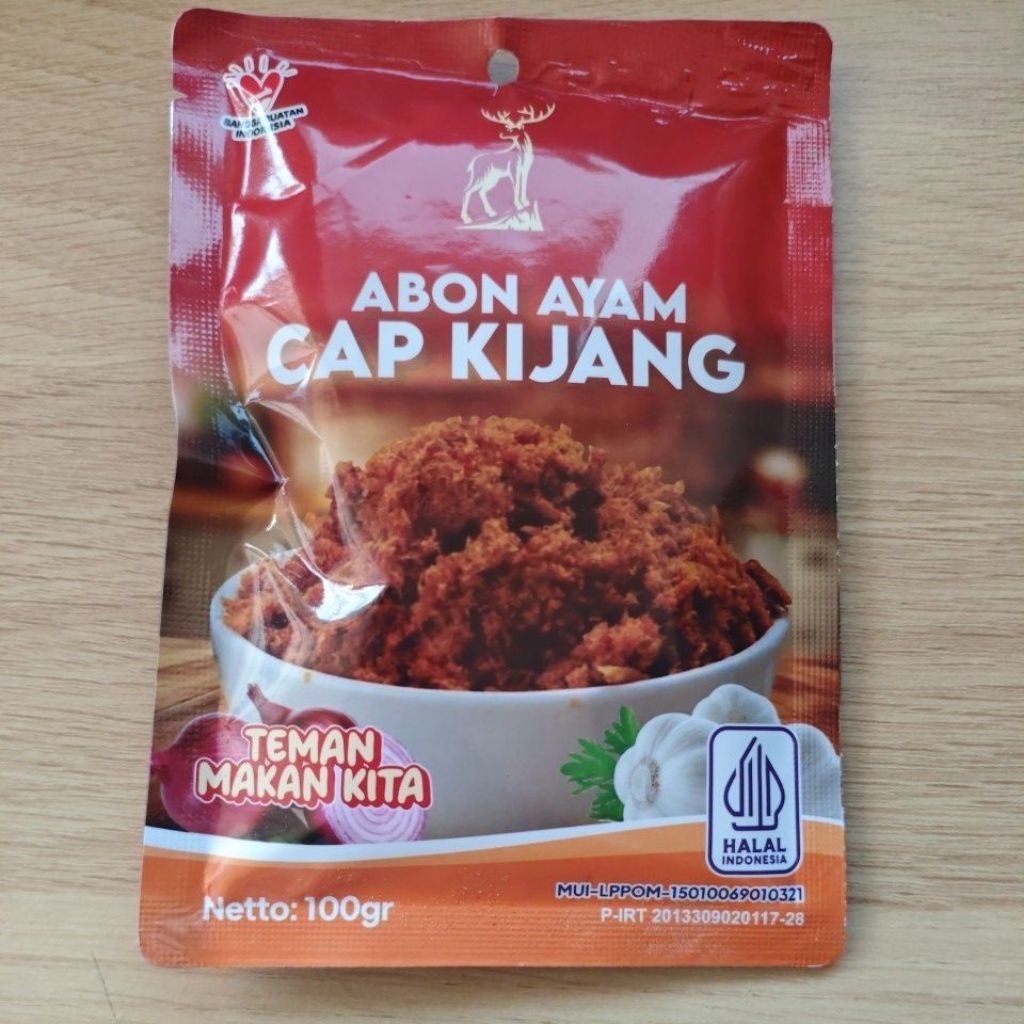 BANGGA BUATAN
INDONESIA
ABON AYAM
CAP KIJANG
TEMAN
MAKAN KITA
HALAL
INDONESIA
MUI-LPPOM-15010069010321
P-IRT 2013309020117-28
Netto: 100gr